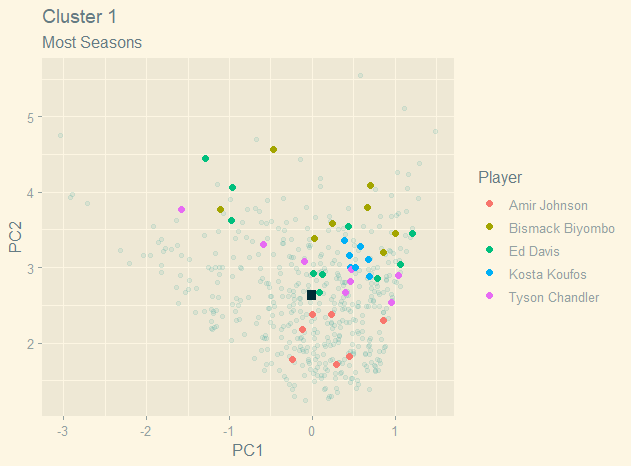 Cluster 1
Most Seasons
PC2
5
4
3
2
-3
-2
-1
0
1
PC1
Player
Amir Johnson
Bismack Biyombo
Ed Davis
Kosta Koufos
Tyson Chandler